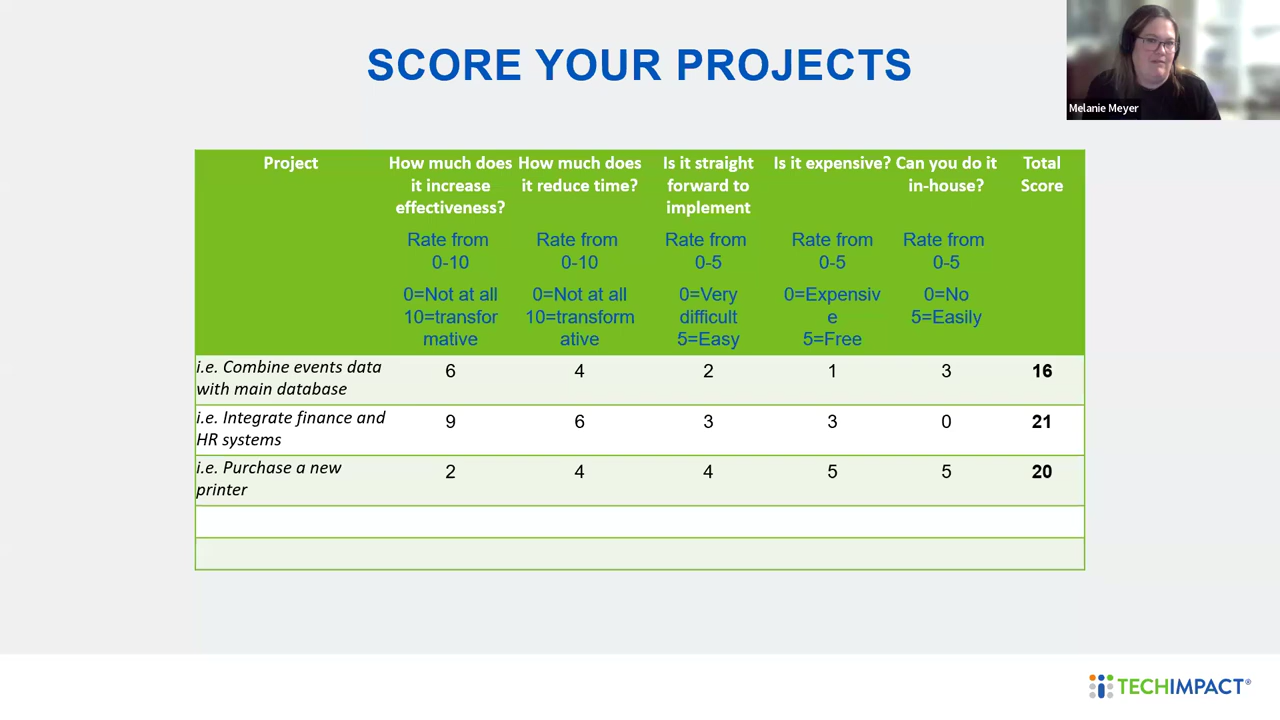 SCORE YOUR PROJECTS
Melanie Meyer
Project
How much does
it increase
effectiveness?
Rate from
0-10
0=Not at all
10=transfor
mative
How much does
it reduce time?
Rate from
0-10
0=Not at all
10=transform
ative
Is it straight
forward to
implement
Rate from
0-5
0=Very
difficult
5=Easy
Is it expensive?
Rate from
0-5
0=Expensiv
e
5=Free
Can you do it
in-house?
Rate from
0-5
0=No
5=Easily
Total
Score
i.e. Combine events data
with main database
6 4 2 1 3 16
i.e. Integrate finance and
HR systems
9 6 3 3 0 21
i.e. Purchase a new
printer
2 4 4 5 5 20
TECHIMPACT®